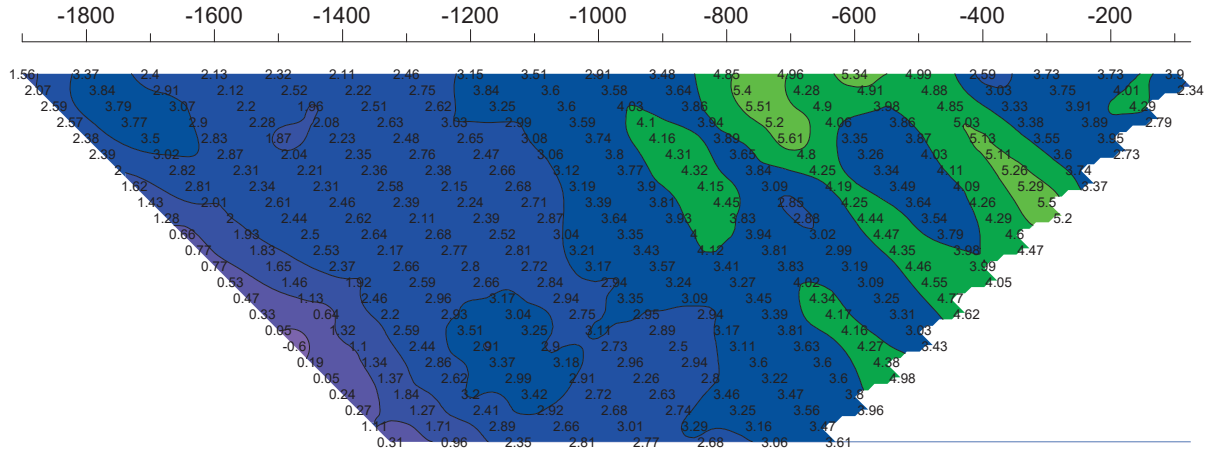 -1800 -1600 -1400 -1200 -1000 -800 -600 -400 -200
1.56 3.37 2.4 2.13 2.32 2.11 2.46 3.15 3.51 2.91 3.48 4.85 4.96 5.34 4.99 2.59 3.73 3.73 3.9
2.07 3.84 2.91 2.12 2.52 2.22 2.75 3.84 3.6 3.58 3.64 5.4 4.28 4.91 4.88 3.03 3.75 4.01 2.34
2.59 3.79 3.07 2.2 1.96 2.51 2.62 3.25 3.6 4.03 3.86 5.51 4.9 3.98 4.85 3.33 3.91 4.29
2.57 3.77 2.9 2.28 2.08 2.63 3.03 2.99 3.59 4.1 3.94 5.2 4.06 3.86 5.03 3.38 3.89 2.79
2.38 3.5 2.83 1.87 2.23 2.48 2.65 3.08 3.74 4.16 3.89 5.61 3.35 3.87 5.13 3.55 3.95
2.39 3.02 2.87 2.04 2.35 2.76 2.47 3.06 3.8 4.31 3.65 4.8 3.26 4.03 5.11 3.6 2.73
2 2.82 2.31 2.21 2.36 2.38 2.66 3.12 3.77 4.32 3.84 4.25 3.34 4.11 5.26 3.74
1.62 2.81 2.34 2.31 2.58 2.15 2.68 3.19 3.9 4.15 3.09 4.19 3.49 4.09 5.29 3.37
1.43 2.01 2.61 2.46 2.39 2.24 2.71 3.39 3.81 4.45 2.85 4.25 3.64 4.26 5.5
1.28 2 2.44 2.62 2.11 2.39 2.87 3.64 3.93 3.83 2.88 4.44 3.54 4.29 5.2
0.66 1.93 2.5 2.64 2.68 2.52 3.04 3.35 4 3.94 3.02 4.47 3.79 4.6
0.77 1.83 2.53 2.17 2.77 2.81 3.21 3.43 4.12 3.81 2.99 4.35 3.98 4.47
0.77 1.65 2.37 2.66 2.8 2.72 3.17 3.57 3.41 3.83 3.19 4.46 3.99
0.53 1.46 1.92 2.59 2.66 2.84 2.94 3.24 3.27 4.02 3.09 4.55 4.05
0.47 1.13 2.46 2.96 3.17 2.94 3.35 3.09 3.45 4.34 3.25 4.77
0.33 0.64 2.2 2.93 3.04 2.75 2.95 2.94 3.39 4.17 3.31 4.62
0.05 1.32 2.59 3.51 3.25 3.11 2.89 3.17 3.81 4.16 3.03
-0.6 1.1 2.44 2.91 2.9 2.73 2.5 3.11 3.63 4.27 3.43
0.19 1.34 2.86 3.37 3.18 2.96 2.94 3.6 3.6 4.38
0.05 1.37 2.62 2.99 2.91 2.26 2.8 3.22 3.6 4.98
0.24 1.84 3.2 3.42 2.72 2.63 3.46 3.47 3.8
0.27 1.27 2.41 2.92 2.68 2.74 3.25 3.56 3.96
1.11 1.71 2.89 2.66 3.01 3.29 3.16 3.47
0.31 0.96 2.35 2.81 2.77 2.68 3.06 3.61